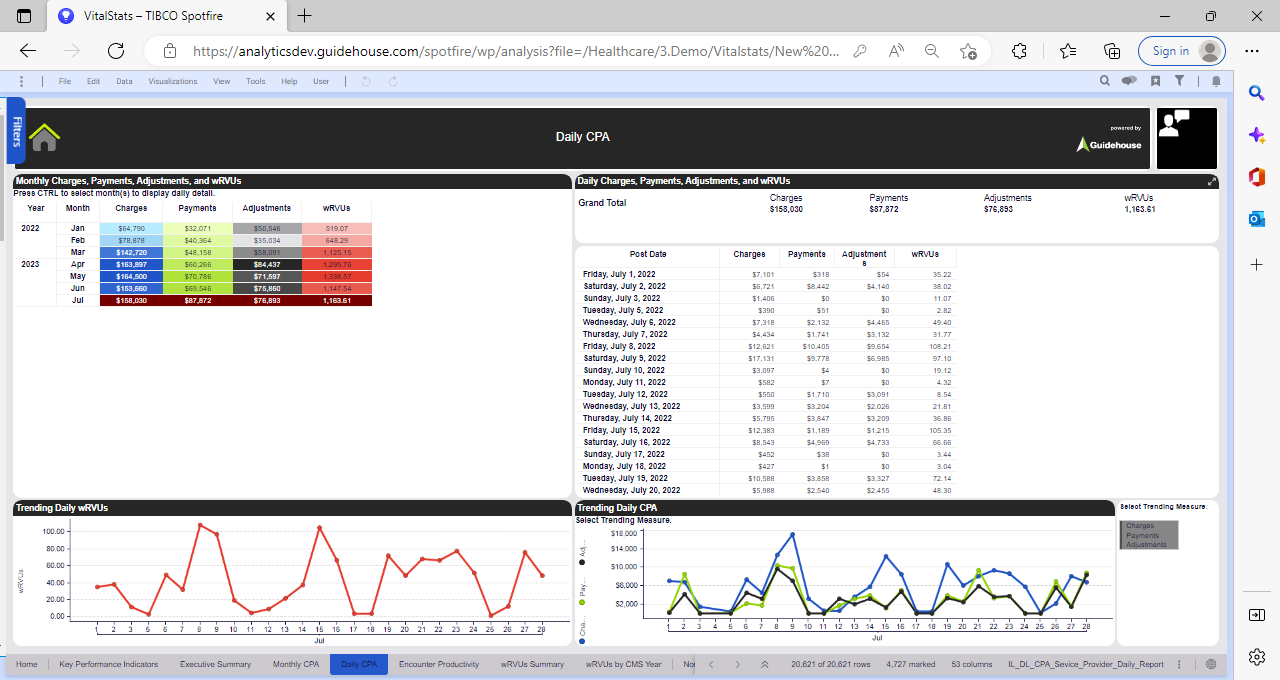 VitalStats – TIBCO Spotfire
https://analyticsdev.guidehouse.com/spotfire/wp/analysis?file=/Healthcare/3.Demo/Vitalstats/New%20...
Sign in
File Edit Data Visualizations View Tools Help User
Filters
Daily CPA
powered by
Guidehouse
Monthly Charges, Payments, Adjustments, and wRVUs
Press CTRL to select month(s) to display daily detail.
Year Month Charges Payments Adjustments wRVUs
2022 Jan $64,790 $32,071 $50,546 519.07
Feb $78,878 $40,364 $35,034 648.29
Mar $142,720 $48,158 $58,091 1,125.15
2023 Apr $163,897 $60,266 $84,437 1,295.76
May $164,500 $70,786 $71,597 1,338.57
Jun $153,660 $69,546 $75,860 1,147.54
Jul $158,030 $87,872 $76,893 1,163.61
Daily Charges, Payments, Adjustments, and wRVUs
Grand Total
Charges Payments Adjustments wRVUs
$158,030 $87,872 $76,893 1,163.61
Post Date Charges Payments Adjustment
s wRVUs
Friday, July 1, 2022 $7,101 $318 $54 35.22
Saturday, July 2, 2022 $6,721 $8,442 $4,140 38.02
Sunday, July 3, 2022 $1,406 $0 $0 11.07
Tuesday, July 5, 2022 $390 $51 $0 2.82
Wednesday, July 6, 2022 $7,318 $2,132 $4,465 49.40
Thursday, July 7, 2022 $4,434 $1,741 $3,132 31.77
Friday, July 8, 2022 $12,621 $10,405 $9,654 108.21
Saturday, July 9, 2022 $17,131 $9,778 $6,985 97.10
Sunday, July 10, 2022 $3,097 $4 $0 19.12
Monday, July 11, 2022 $582 $7 $0 4.32
Tuesday, July 12, 2022 $550 $1,710 $3,091 8.54
Wednesday, July 13, 2022 $3,599 $3,204 $2,026 21.81
Thursday, July 14, 2022 $5,795 $3,847 $3,209 36.86
Friday, July 15, 2022 $12,383 $1,189 $1,215 105.35
Saturday, July 16, 2022 $8,543 $4,969 $4,733 66.66
Sunday, July 17, 2022 $452 $38 $0 3.44
Monday, July 18, 2022 $427 $1 $0 3.04
Tuesday, July 19, 2022 $10,588 $3,858 $3,327 72.14
Wednesday, July 20, 2022 $5,988 $2,540 $2,455 48.30
Trending Daily wRVUs
wRVUs
100.00
80.00
60.00
40.00
20.00
0.00
1 2 3 5 6 7 8 9 10 11 12 13 14 15 16 17 18 19 20 21 22 23 24 25 26 27 28
Jul
Trending Daily CPA
Select Trending Measure.
Adj...
Pay...
Cha...
$18,000
$14,000
$10,000
$6,000
$2,000
1 2 3 4 5 6 7 8 9 10 11 12 13 14 15 16 17 18 19 20 21 22 23 24 25 26 27 28
Jul
Select Trending Measure:
Charges
Payments
Adjustments
Home Key Performance Indicators Executive Summary Monthly CPA Daily CPA Encounter Productivity wRVUs Summary wRVUs by CMS Year Nor 20,621 of 20,621 rows 4,727 marked 53 columns IL_DL_CPA_Sevice_Provider_Daily_Report